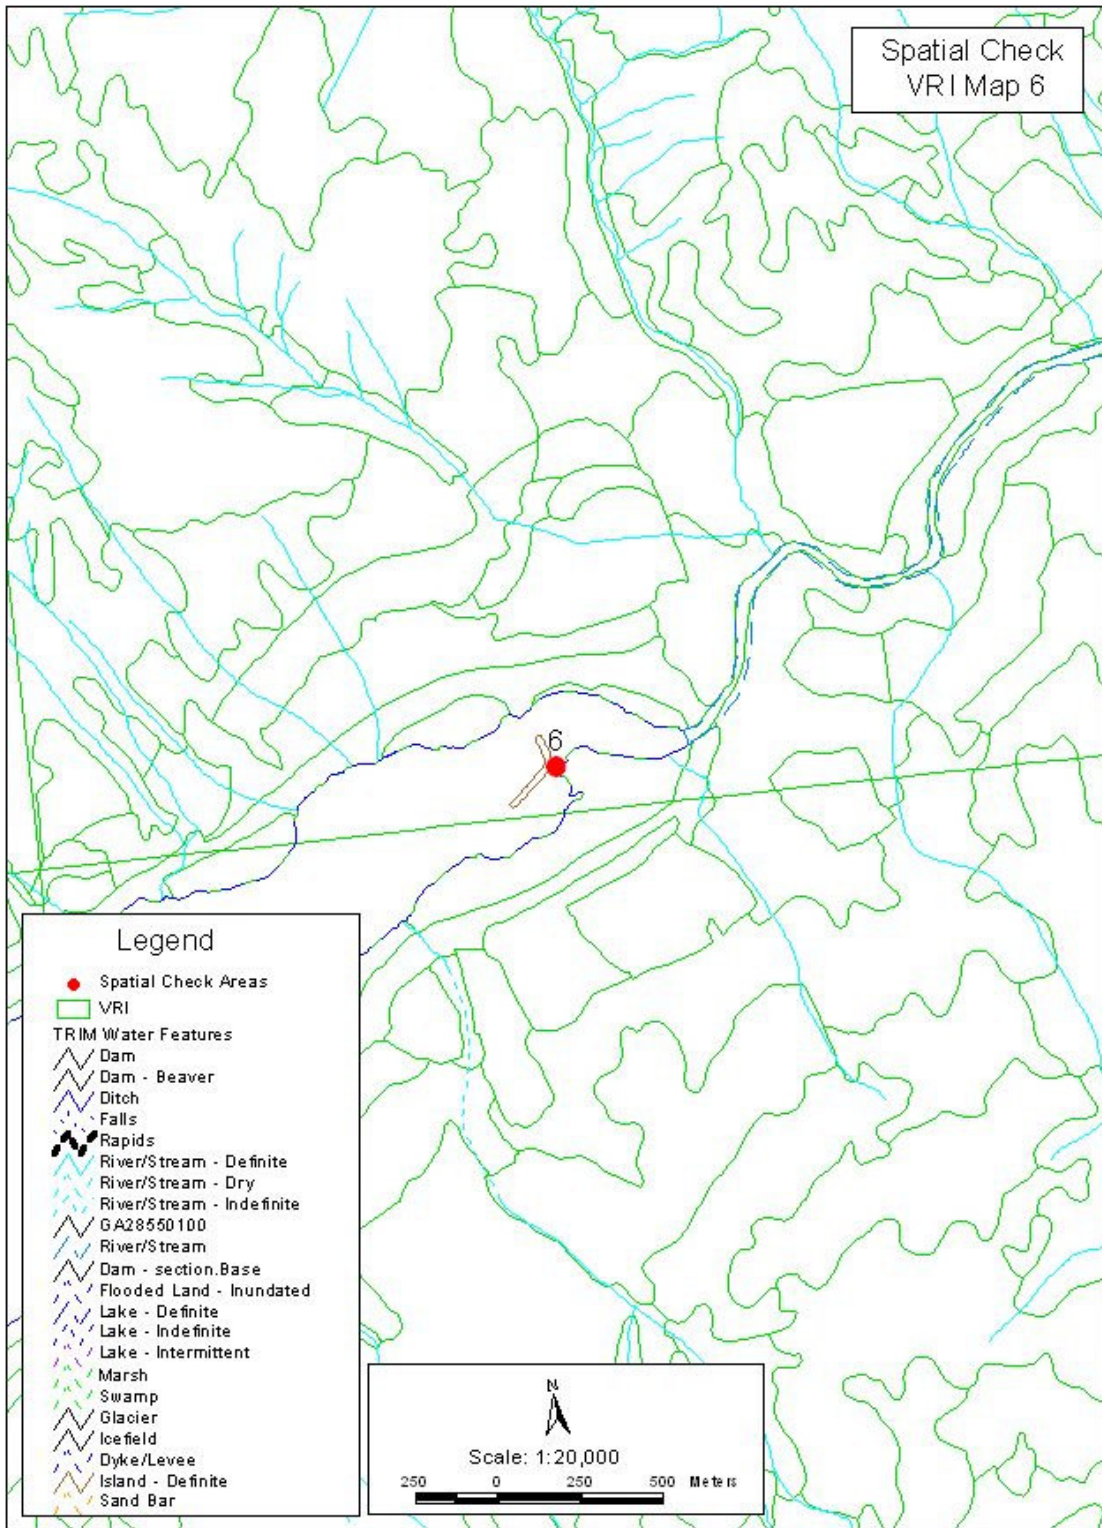 Spatial Check
VRI Map 6
6
Legend
Spatial Check Areas
VRI
TRIM Water Features
Dam
Dam - Beaver
Ditch
Falls
Rapids
River/Stream - Definite
River/Stream - Dry
River/Stream - Indefinite
GA28550100
River/Stream
Dam - section.Base
Flooded Land - Inundated
Lake - Definite
Lake - Indefinite
Lake - Intermittent
Marsh
Swamp
Glacier
Icefield
Dyke/Levee
Island - Definite
Sand Bar
N
Scale: 1:20,000
250 0 250 500 Meters